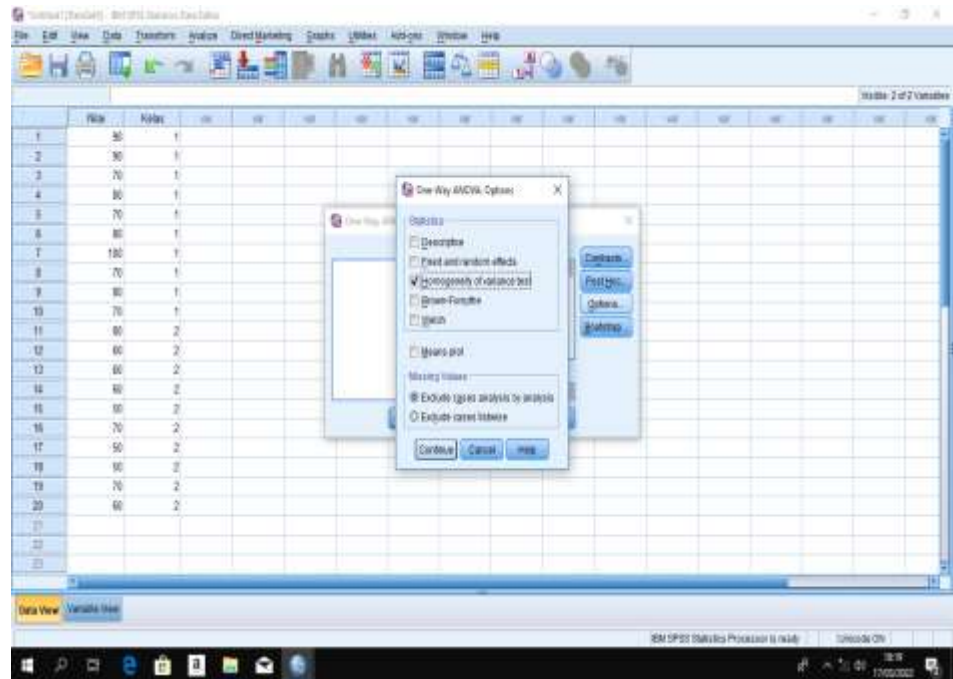 File Edit View Data Transform Analyze Direct Marketing Graphs Utilities Add-ons Window Help
Visible: 2 of 2 Variables
Nilai Kelas
1 90 1
2 90 1
3 70 1
4 80 1
5 70 1
6 80 1
7 100 1
8 70 1
9 80 1
10 70 1
11 2
12 2
13 2
14 2
15 2
16 70 2
17 50 2
18 2
19 70 2
20 60 2
21
22
23
One-Way ANOVA: Options
Statistics
Descriptive
Fixed and random effects
Homogeneity of variance test
Brown-Forsythe
Welch
Means plot
Missing Values
Exclude cases analysis by analysis
Exclude cases listwise
Continue Cancel Help
Contrasts...
Post Hoc...
Options...
Bootstrap...
Data View Variable View
IBM SPSS Statistics Processor is ready Unicode:ON